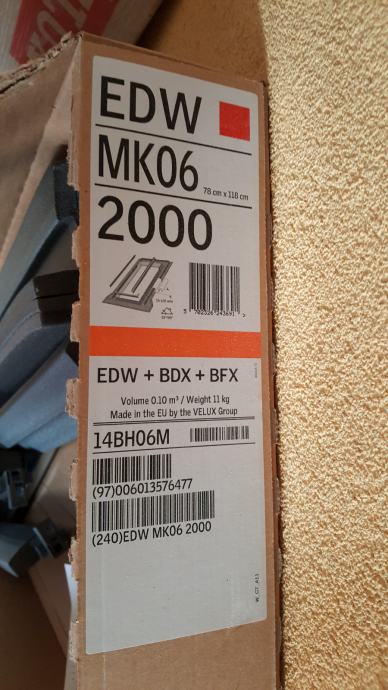 EDW
MK06 78 cm x 118 cm
2000
EDW + BDX + BFX
Volume 0.10 m³ / Weight 11 kg
Made in the EU by the VELUX Group
14BH06M
(97)006013576477
(240)EDW MK06 2000